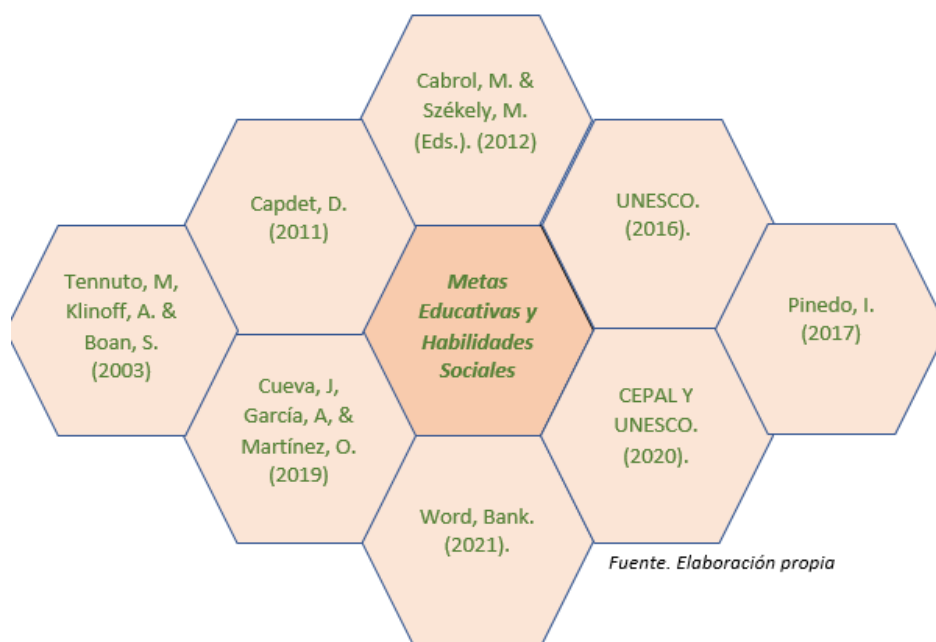 Cabrol, M. &
Székely, M.
(Eds.). (2012)
Capdet, D.
(2011)
UNESCO.
(2016).
Tennuto, M,
Klinoff, A. &
Boan, S.
(2003)
Metas
Educativas y
Habilidades
Sociales
Pinedo, I.
(2017)
Cueva, J,
García, A, &
Martínez, O.
(2019)
CEPAL Y
UNESCO.
(2020).
Word, Bank.
(2021).
Fuente. Elaboración propia